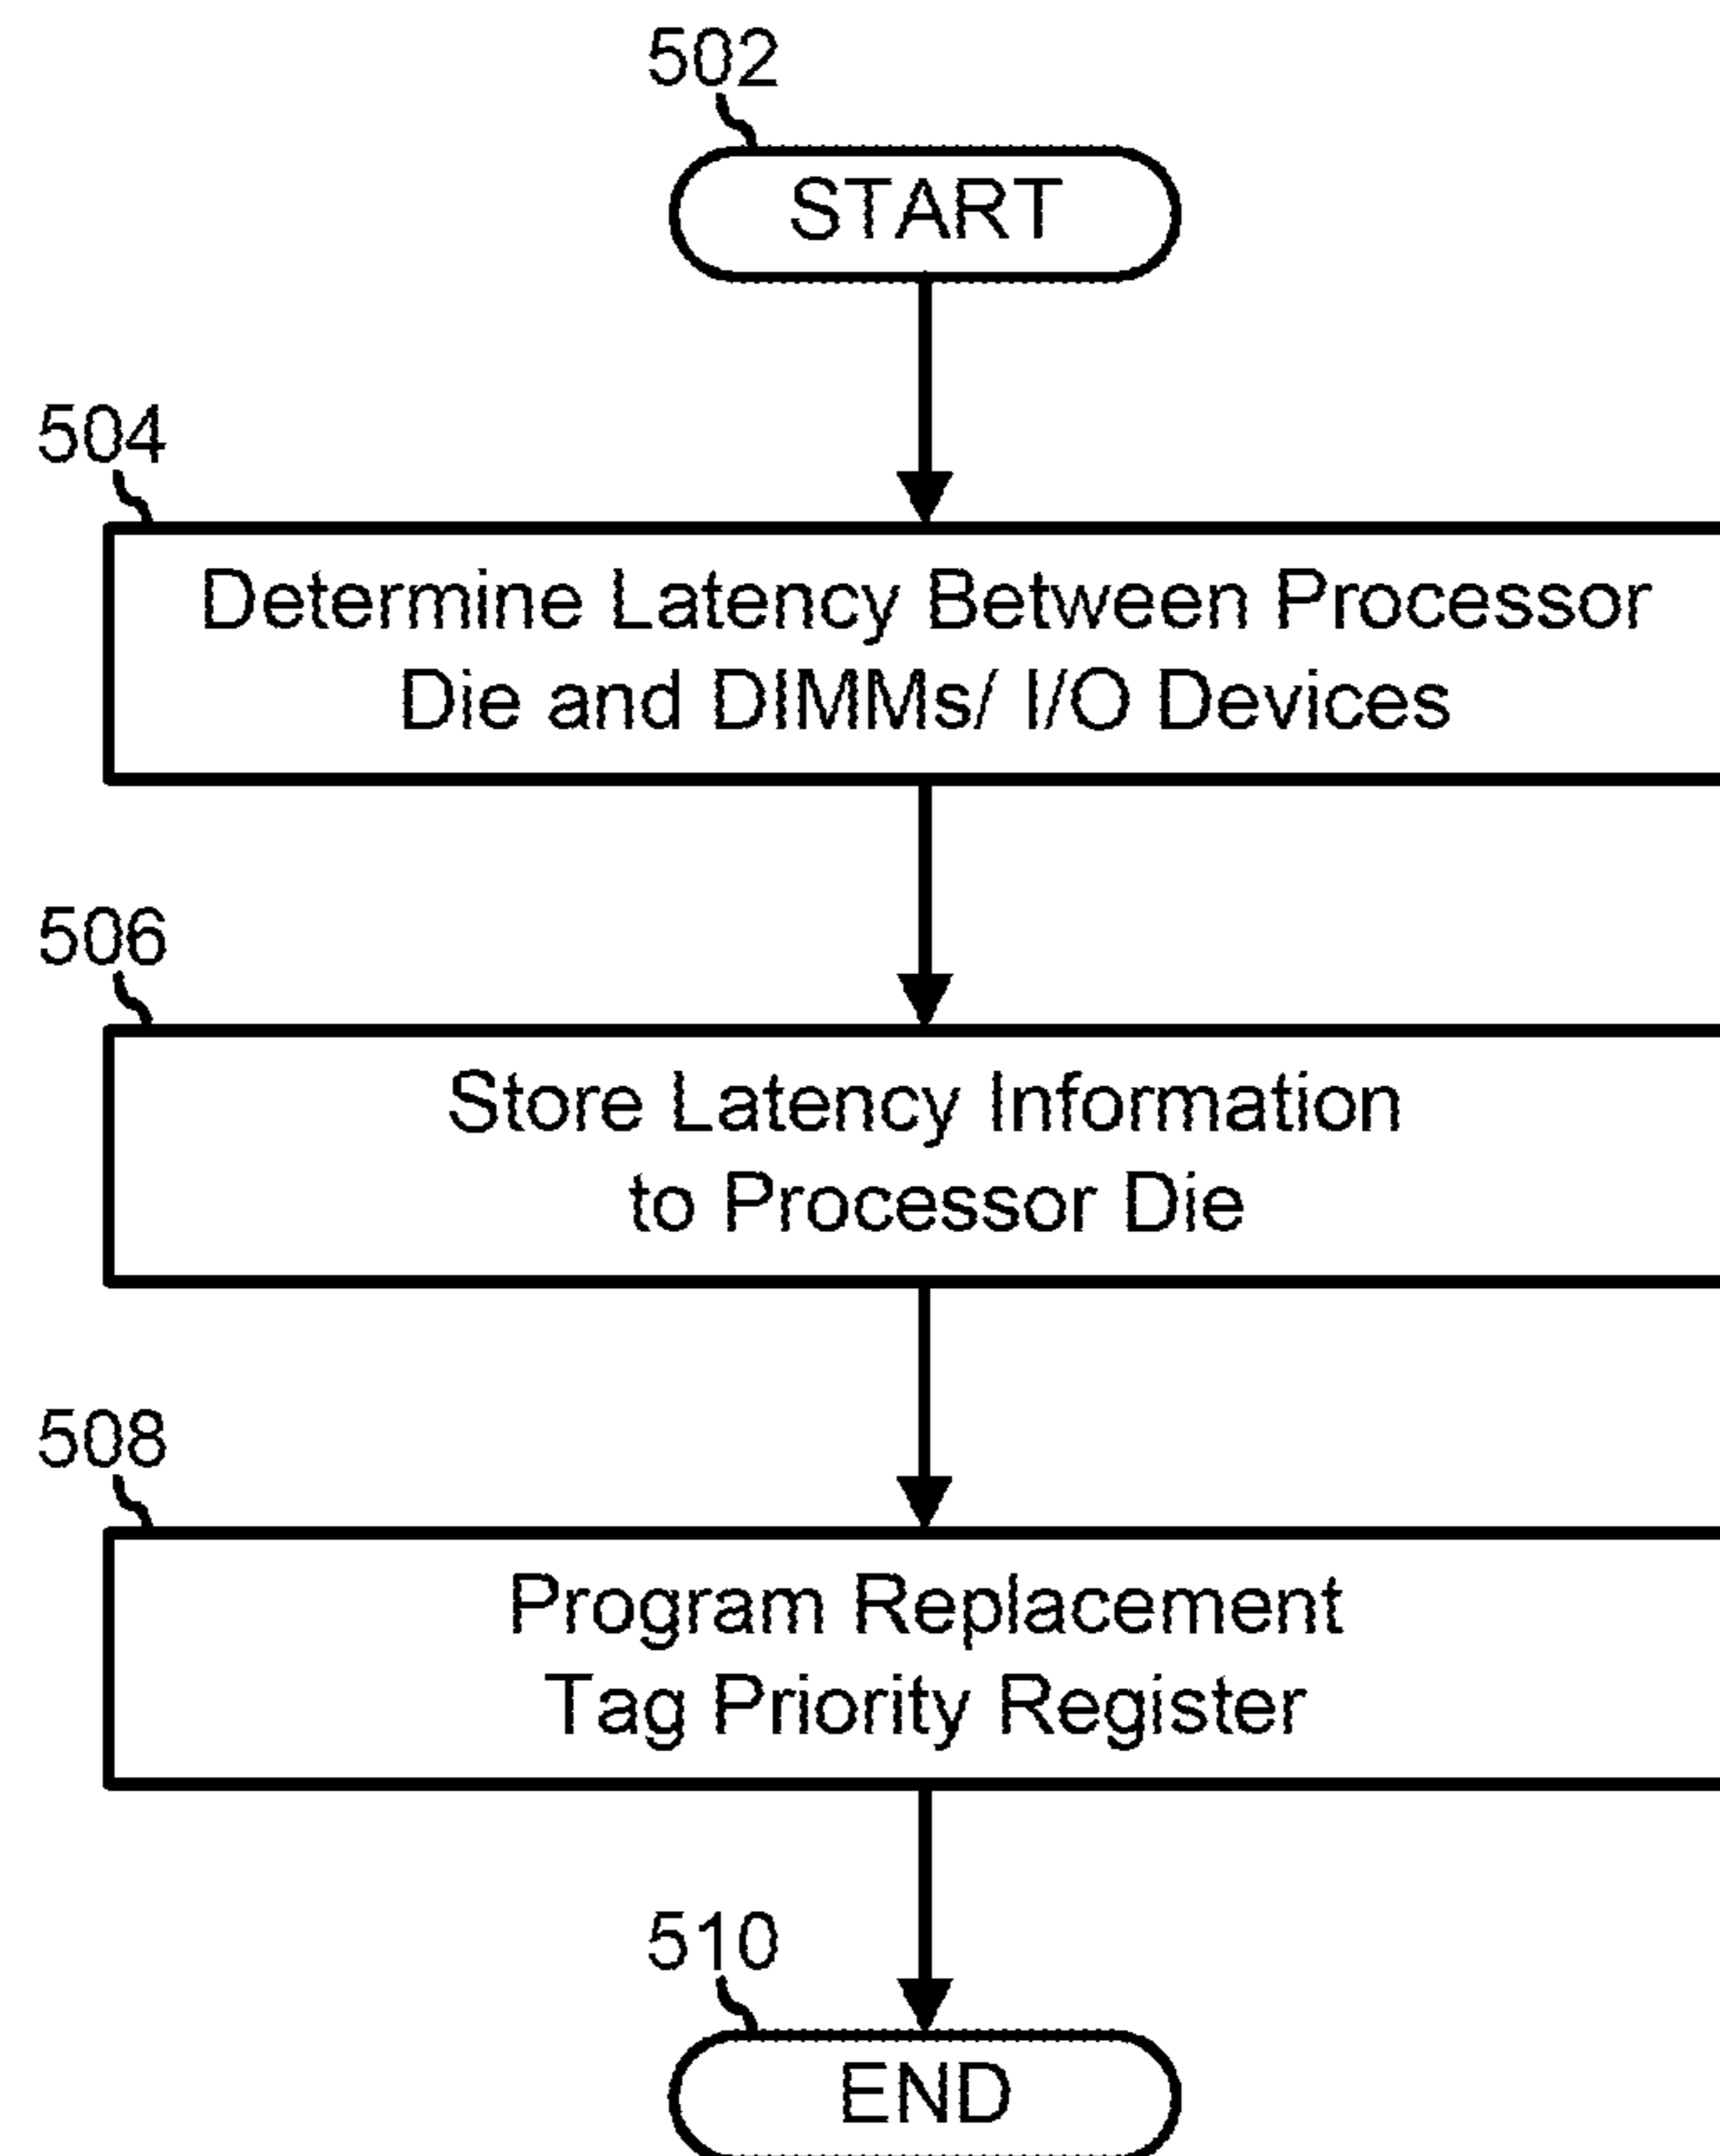 502
START
504
Determine Latency Between Processor
Die and DIMMs/ I/O Devices
506
Store Latency Information
to Processor Die
508
Program Replacement
Tag Priority Register
510
END